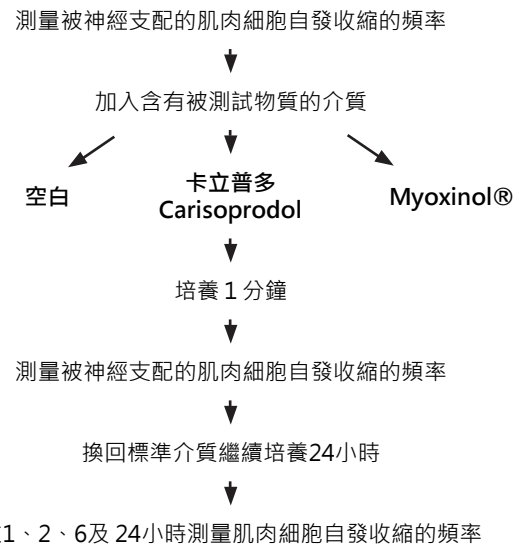 測量被神經支配的肌肉細胞自發收縮的頻率
加入含有被測試物質的介質
空白
卡立普多
Carisoprodol
Myoxinol®
培養 1 分鐘
測量被神經支配的肌肉細胞自發收縮的頻率
換回標準介質繼續培養24小時
1、2、6及 24小時測量肌肉細胞自發收縮的頻率